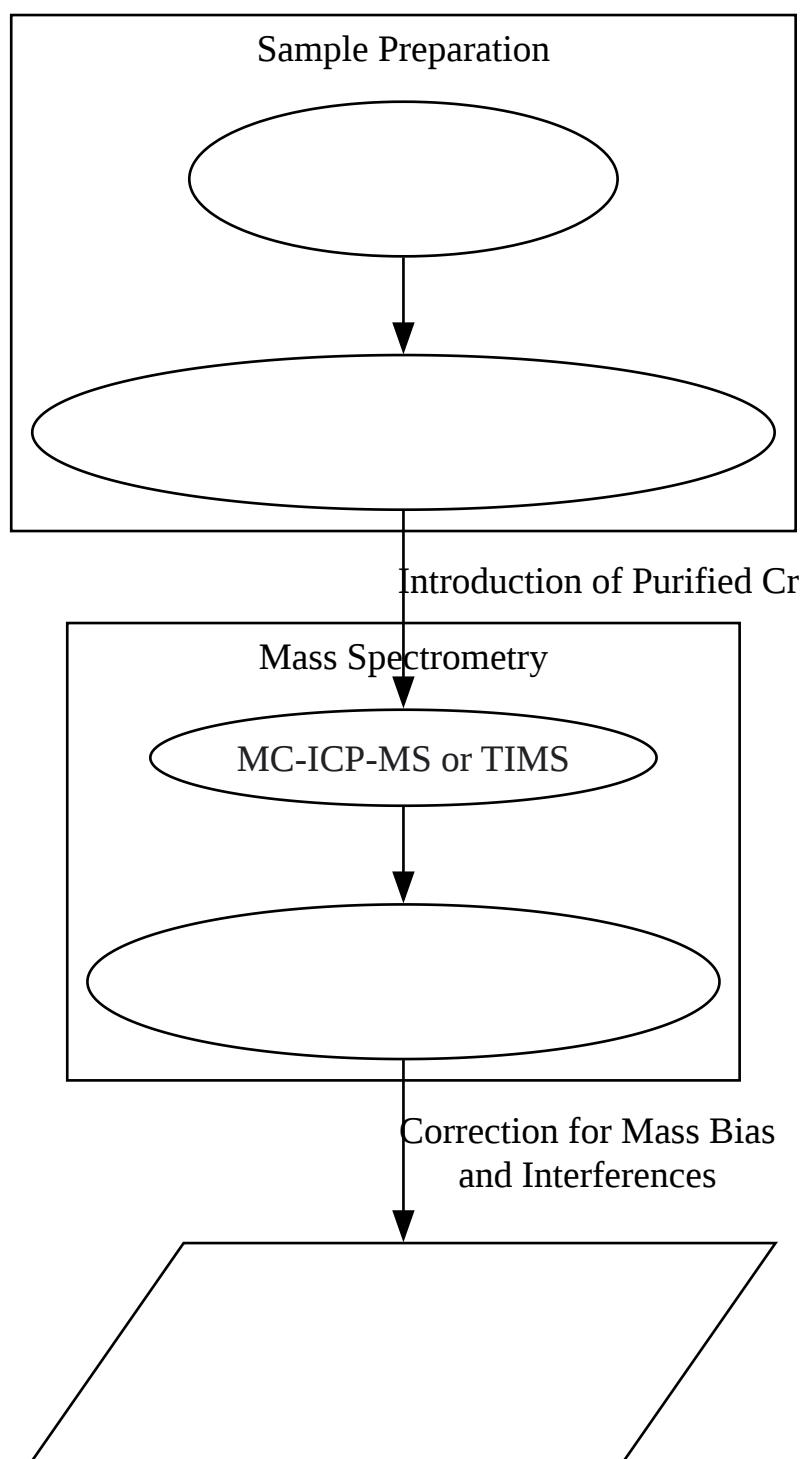 Sample Preparation
Introduction of Purified Cr
Mass Spectrometry
MC-ICP-MS or TIMS
Correction for Mass Bias
and Interferences